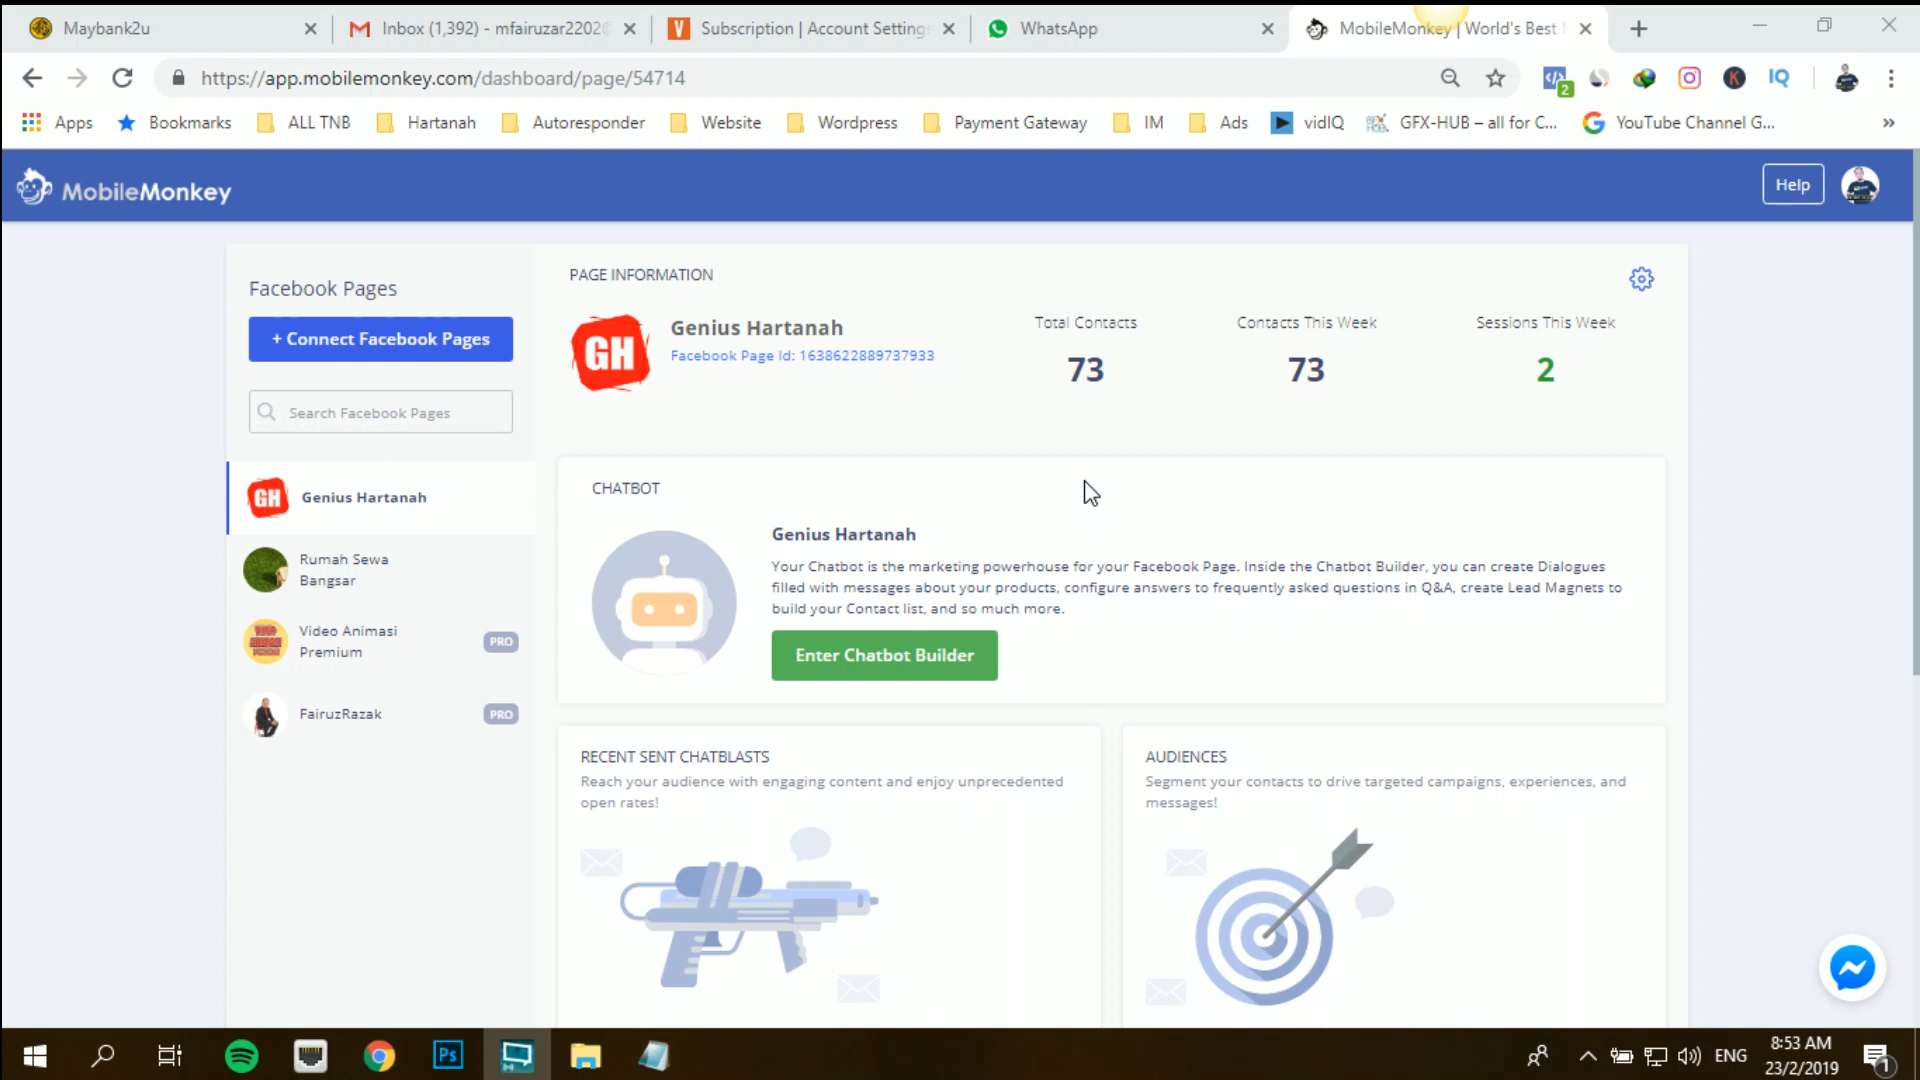 Maybank2u
Inbox (1,392) - mfairuzar2202@
Subscription | Account Settings
WhatsApp
MobileMonkey | World's Best
https://app.mobilemonkey.com/dashboard/page/54714
2
K
IQ
Apps
Bookmarks
ALL TNB
Hartanah
Autoresponder
Website
Wordpress
Payment Gateway
IM
Ads
vidIQ
GFX-HUB – all for C...
YouTube Channel G...
»
MobileMonkey
Help
Facebook Pages
+ Connect Facebook Pages
Search Facebook Pages
GH
Genius Hartanah
Rumah Sewa
Bangsar
Video Animasi
Premium
PRO
FairuzRazak
PRO
PAGE INFORMATION
GH
Genius Hartanah
Facebook Page Id: 1638622889737933
Total Contacts
73
Contacts This Week
73
Sessions This Week
2
CHATBOT
Genius Hartanah
Your Chatbot is the marketing powerhouse for your Facebook Page. Inside the Chatbot Builder, you can create Dialogues
filled with messages about your products, configure answers to frequently asked questions in Q&A, create Lead Magnets to
build your Contact list, and so much more.
Enter Chatbot Builder
RECENT SENT CHATBLASTS
Reach your audience with engaging content and enjoy unprecedented
open rates!
AUDIENCES
Segment your contacts to drive targeted campaigns, experiences, and
messages!
Ps
ENG
8:53 AM
23/2/2019
1